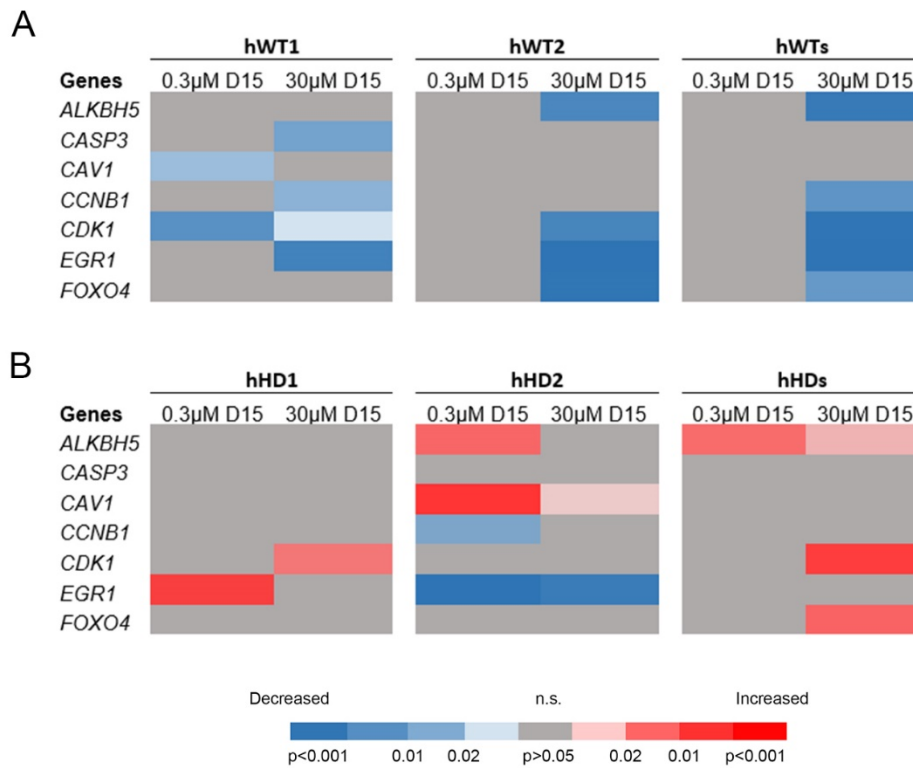 A
hWT1 hWT2 hWTs
Genes 0.3µM D15 30µM D15 0.3µM D15 30µM D15 0.3µM D15 30µM D15
ALKBH5
CASP3
CAV1
CCNB1
CDK1
EGR1
FOXO4
B
hHD1 hHD2 hHDs
Genes 0.3µM D15 30µM D15 0.3µM D15 30µM D15 0.3µM D15 30µM D15
ALKBH5
CASP3
CAV1
CCNB1
CDK1
EGR1
FOXO4
Decreased n.s. Increased
p<0.001 0.01 0.02 p>0.05 0.02 0.01 p<0.001